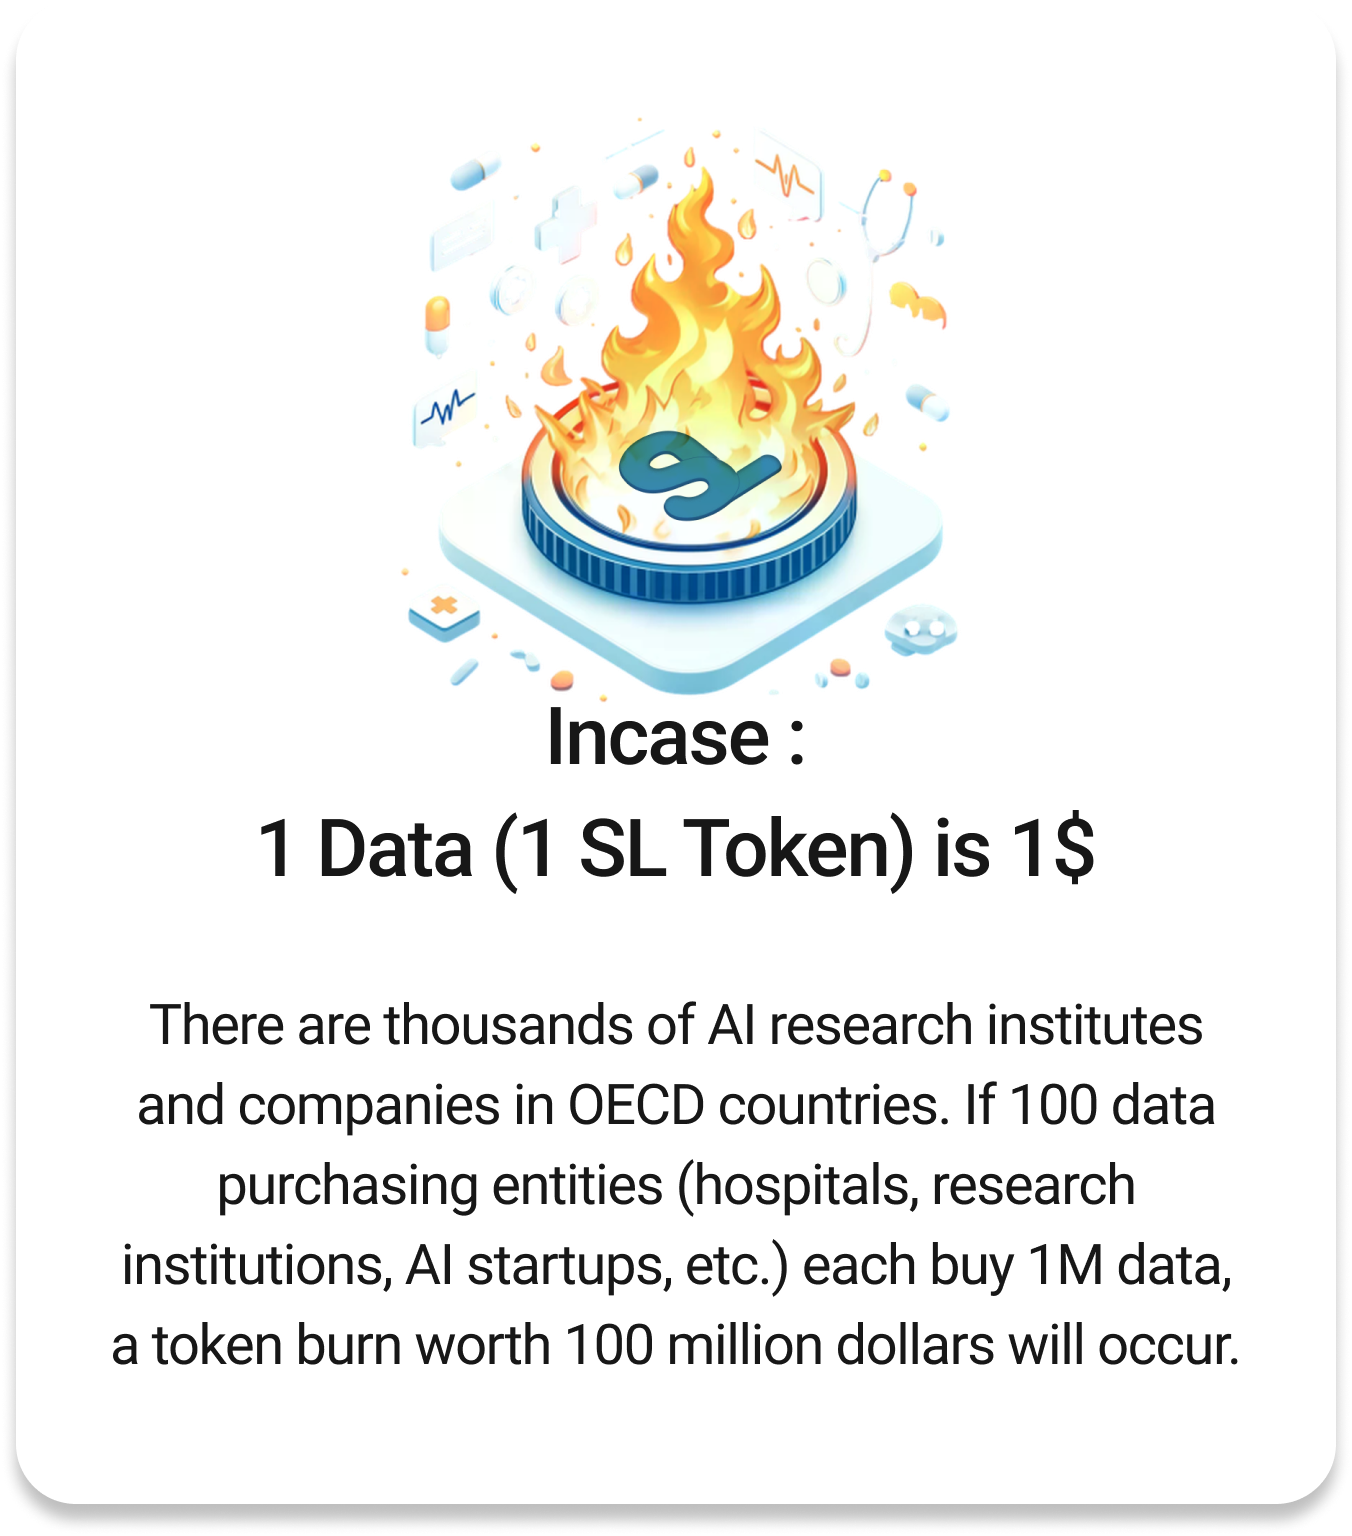 Incase :
1 Data (1 SL Token) is 1$
There are thousands of AI research institutes
and companies in OECD countries. If 100 data
purchasing entities (hospitals, research
institutions, AI startups, etc.) each buy 1M data,
a token burn worth 100 million dollars will occur.